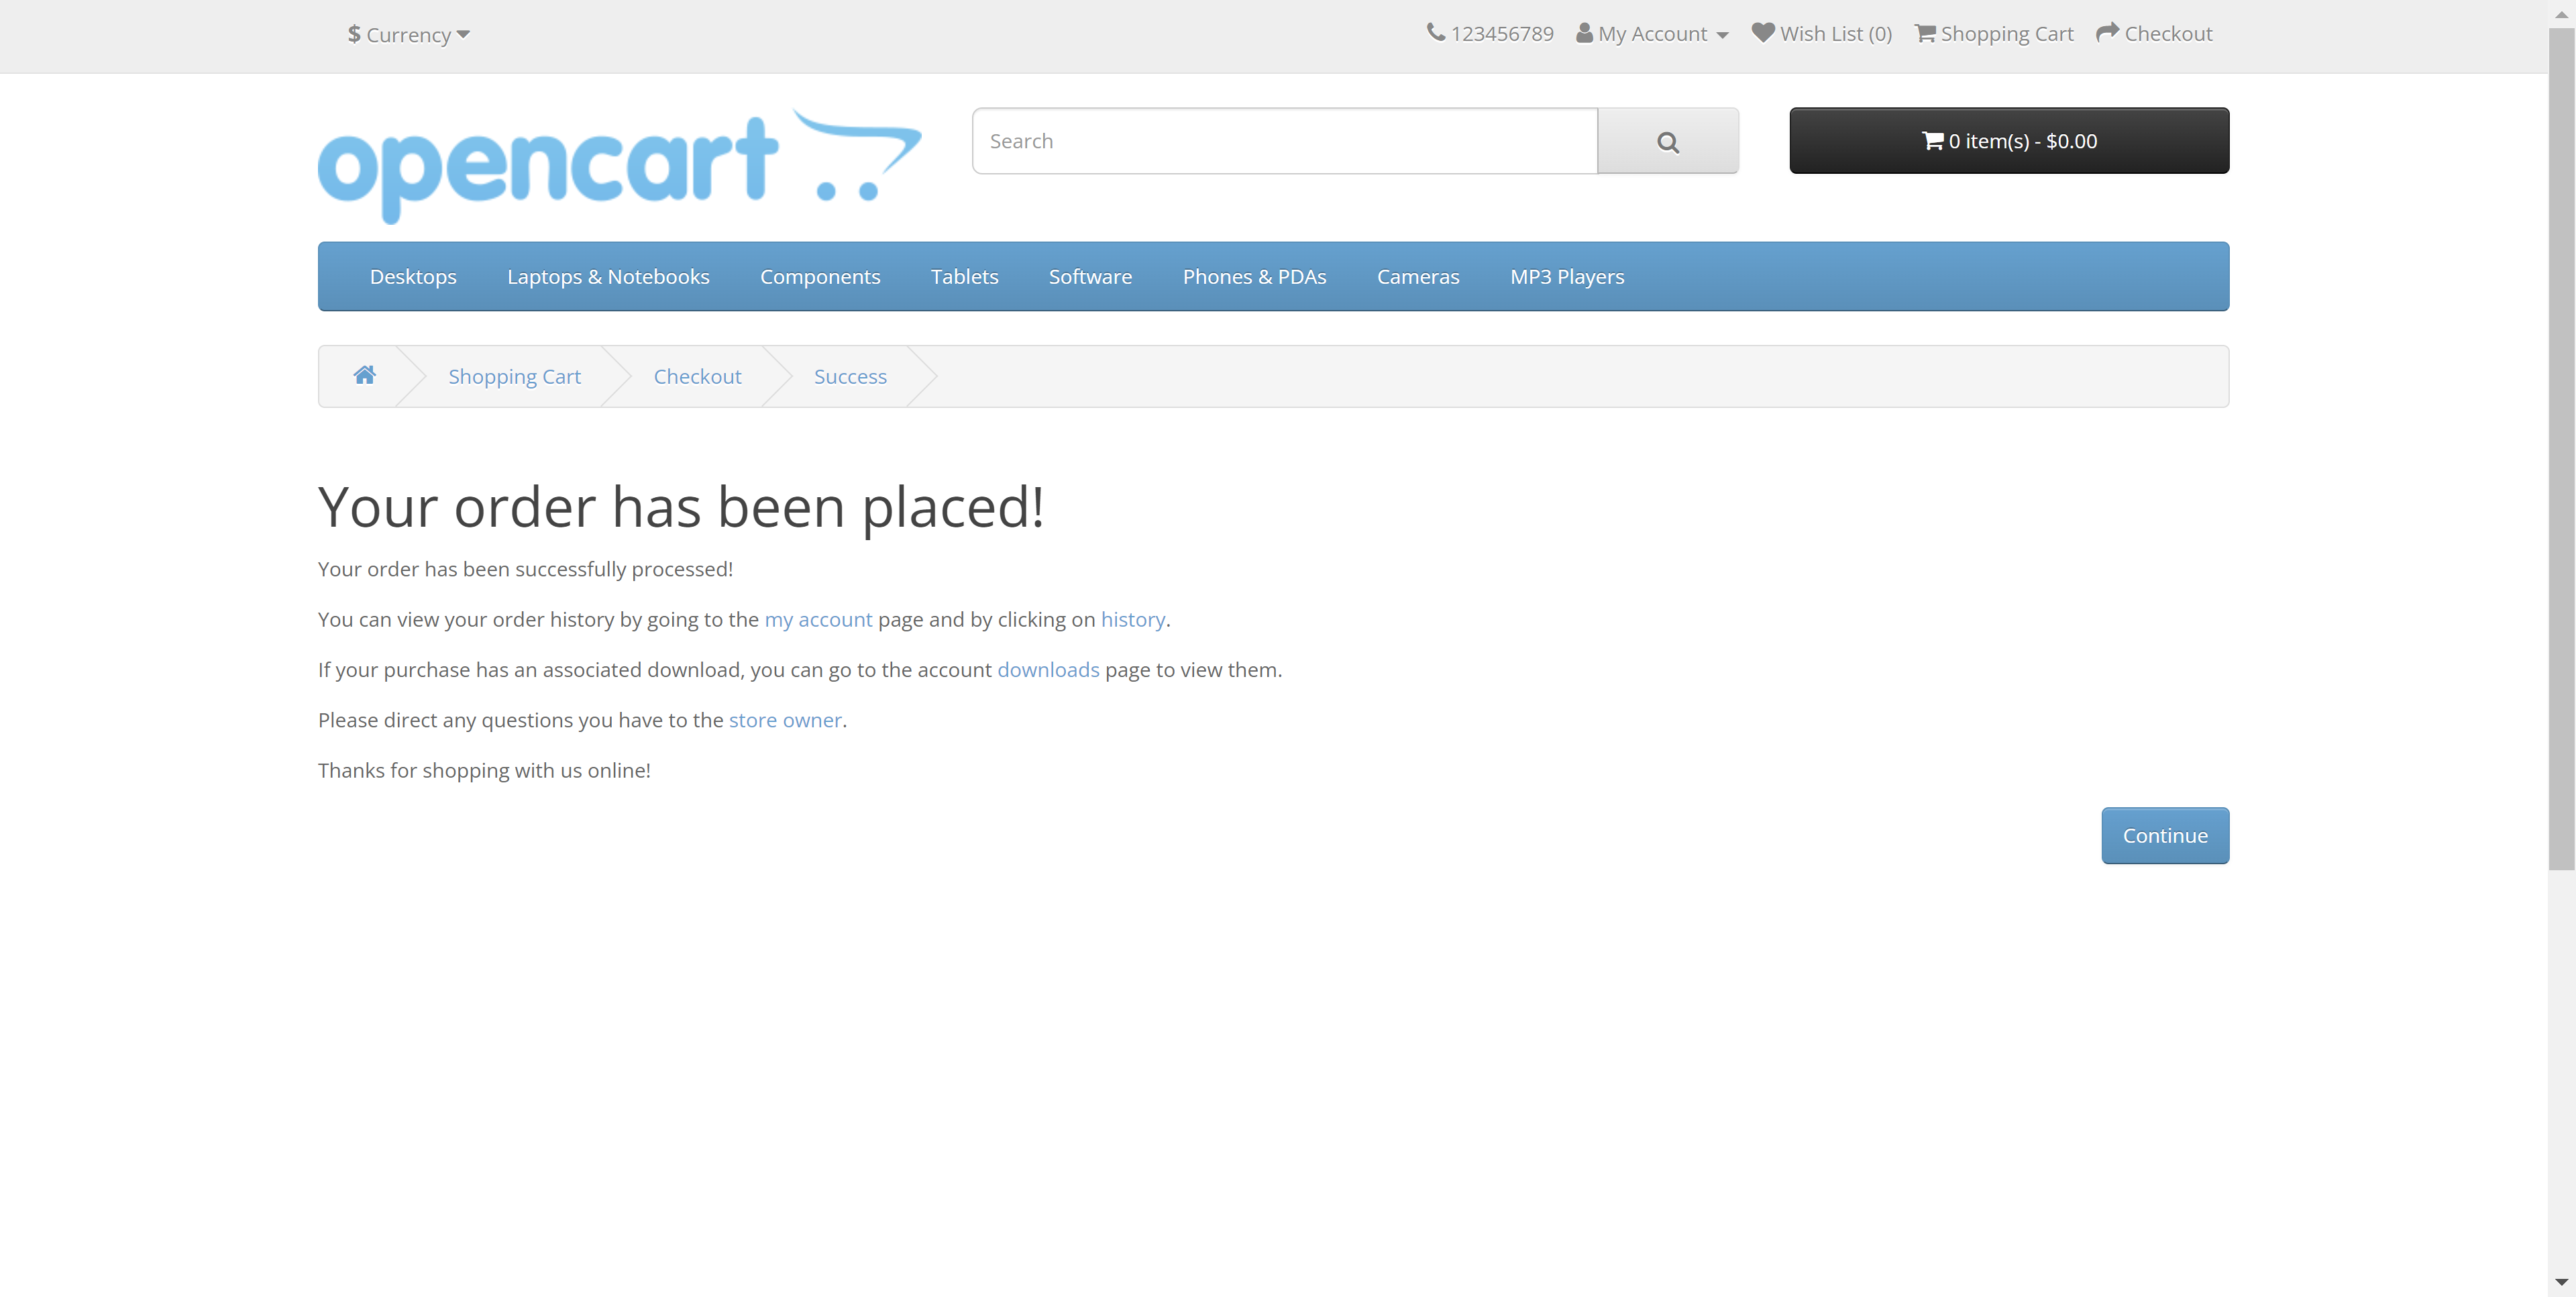 $ Currency
123456789 My Account Wish List (0) Shopping Cart Checkout
opencart
Search
0 item(s) - $0.00
Desktops Laptops & Notebooks Components Tablets Software Phones & PDAs Cameras MP3 Players
Shopping Cart Checkout Success
Your order has been placed!
Your order has been successfully processed!
You can view your order history by going to the my account page and by clicking on history.
If your purchase has an associated download, you can go to the account downloads page to view them.
Please direct any questions you have to the store owner.
Thanks for shopping with us online!
Continue